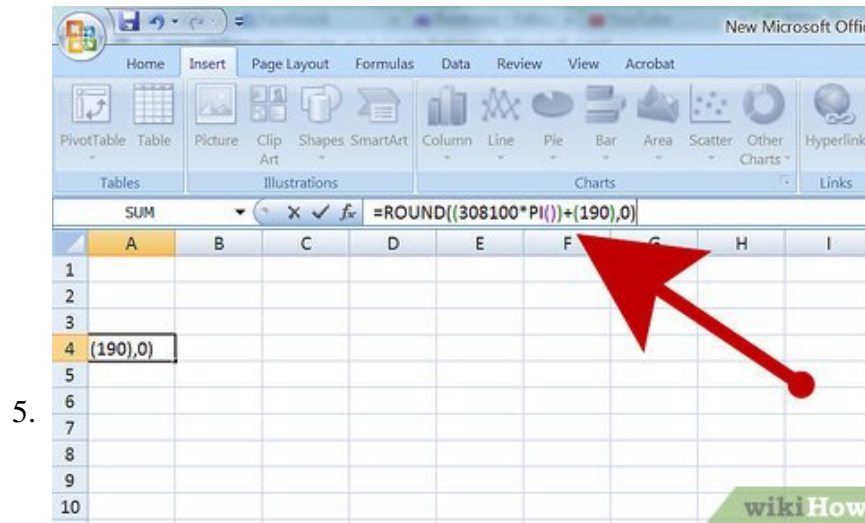 New Microsoft Offic
Home Insert Page Layout Formulas Data Review View Acrobat
PivotTable Table Picture Clip Art Shapes SmartArt Column Line Pie Bar Area Scatter Other Charts Hyperlink
Tables Illustrations Charts Links
SUM fx =ROUND((308100*PI())+(190),0)
A B C D E F G H I
1
2
3
4 (190),0)
5
5.
6
7
8
9
10
wikiHow